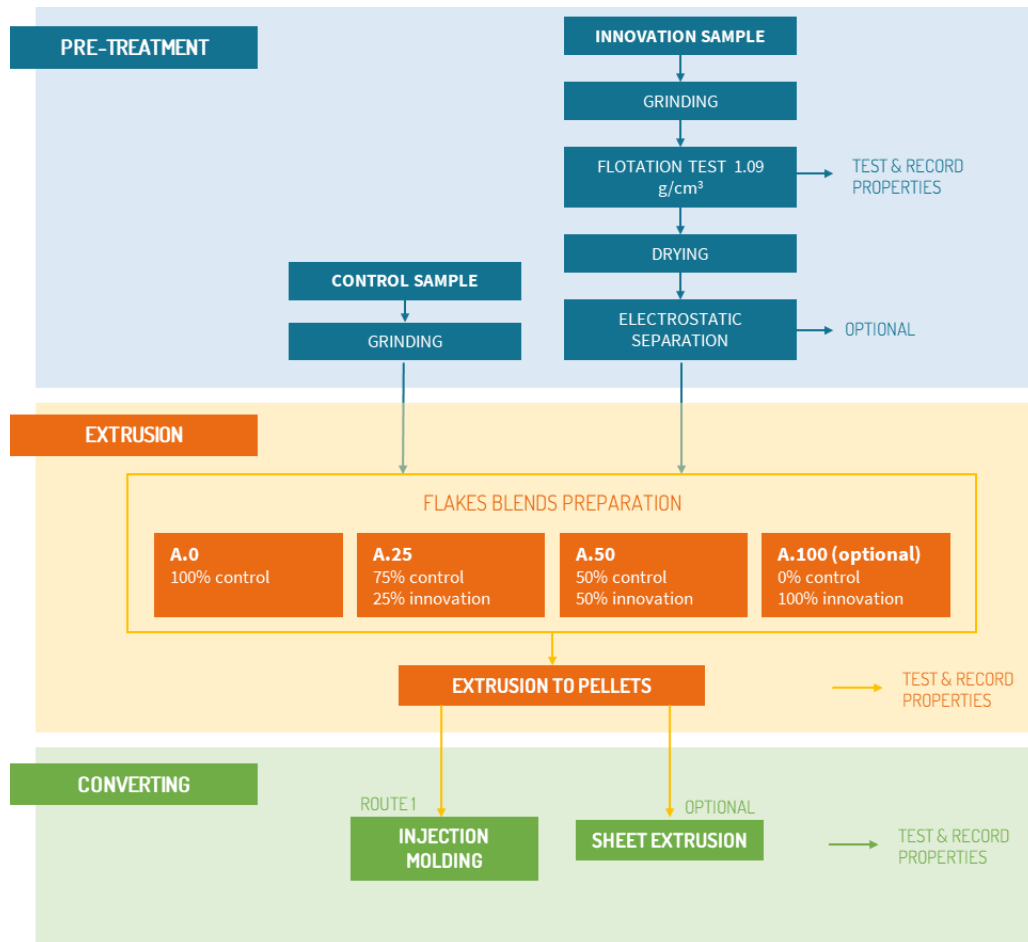 PRE-TREATMENT
INNOVATION SAMPLE
GRINDING
FLOTATION TEST 1.09
g/cm³
TEST & RECORD
PROPERTIES
DRYING
CONTROL SAMPLE
GRINDING
ELECTROSTATIC
SEPARATION
OPTIONAL
EXTRUSION
FLAKES BLENDS PREPARATION
A.0
100% control
A.25
75% control
25% innovation
A.50
50% control
50% innovation
A.100 (optional)
0% control
100% innovation
EXTRUSION TO PELLETS
TEST & RECORD
PROPERTIES
CONVERTING
ROUTE 1
INJECTION
MOLDING
OPTIONAL
SHEET EXTRUSION
TEST & RECORD
PROPERTIES